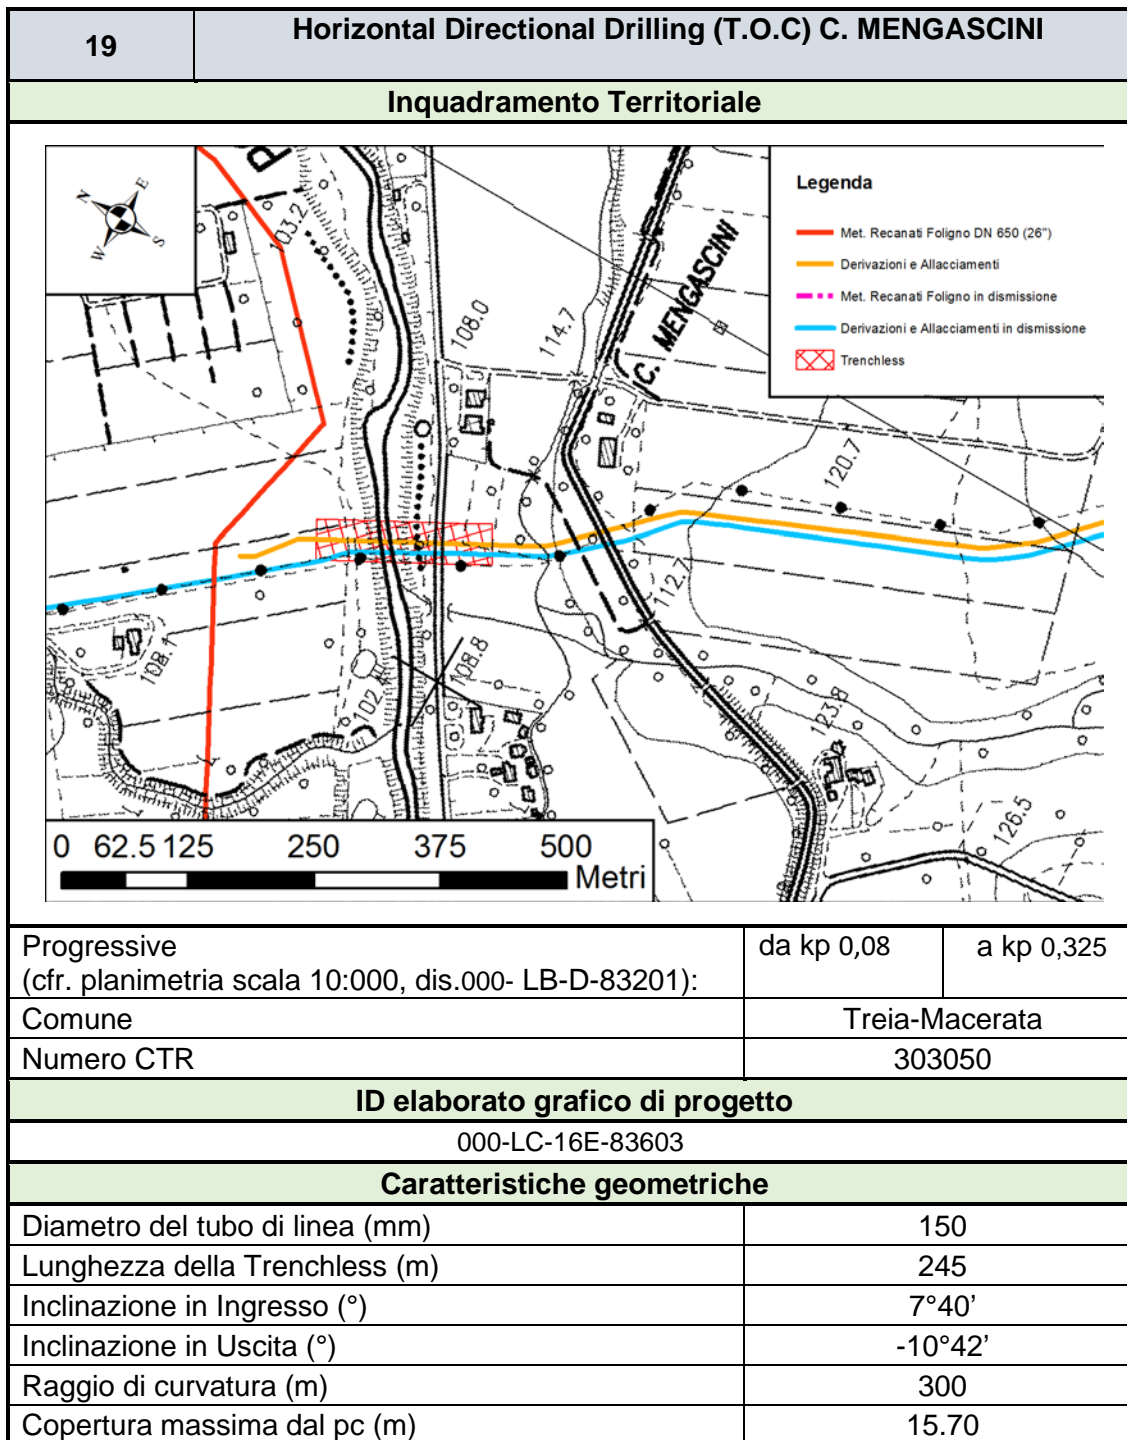 19
Horizontal Directional Drilling (T.O.C) C. MENGASCINI
Inquadramento Territoriale
N
E
W
S
P
103.2
108.0
114.7
C. MENGASCINI
Legenda
Met. Recanati Foligno DN 650 (26")
Derivazioni e Allacciamenti
Met. Recanati Foligno in dismissione
Derivazioni e Allacciamenti in dismissione
Trenchless
120.7
112.7
108.1
108.8
102.
123.8
126.5
0 62.5 125 250 375 500
Metri
Progressive da kp 0,08 a kp 0,325
(cfr. planimetria scala 10:000, dis.000- LB-D-83201):
Comune Treia-Macerata
Numero CTR 303050
ID elaborato grafico di progetto
000-LC-16E-83603
Caratteristiche geometriche
Diametro del tubo di linea (mm) 150
Lunghezza della Trenchless (m) 245
Inclinazione in Ingresso (°) 7°40’
Inclinazione in Uscita (°) -10°42’
Raggio di curvatura (m) 300
Copertura massima dal pc (m) 15.70